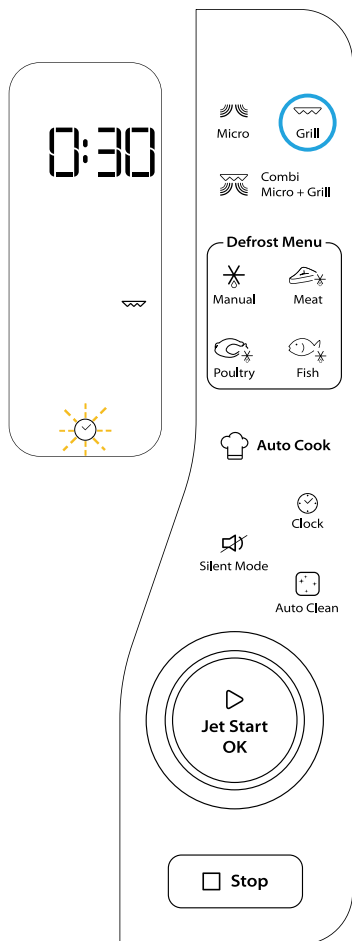 0:30
Micro
Grill
Combi
Micro + Grill
Defrost Menu
Manual
Meat
Poultry
Fish
Auto Cook
Clock
Silent Mode
Auto Clean
Jet Start
OK
Stop